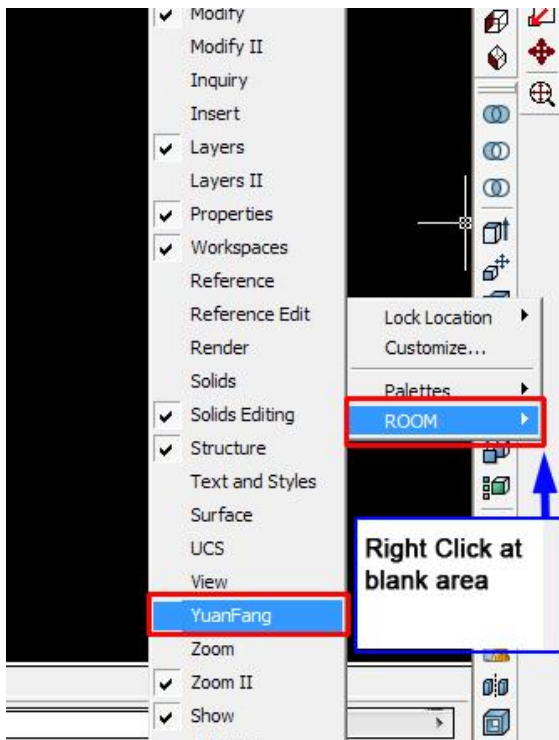 Modify
Modify II
Inquiry
Insert
Layers
Layers II
Properties
Workspaces
Reference
Reference Edit
Render
Solids
Solids Editing
Structure
Text and Styles
Surface
UCS
View
YuanFang
Zoom
Zoom II
Show
Lock Location
Customize...
Palettes
ROOM
Right Click at
blank area